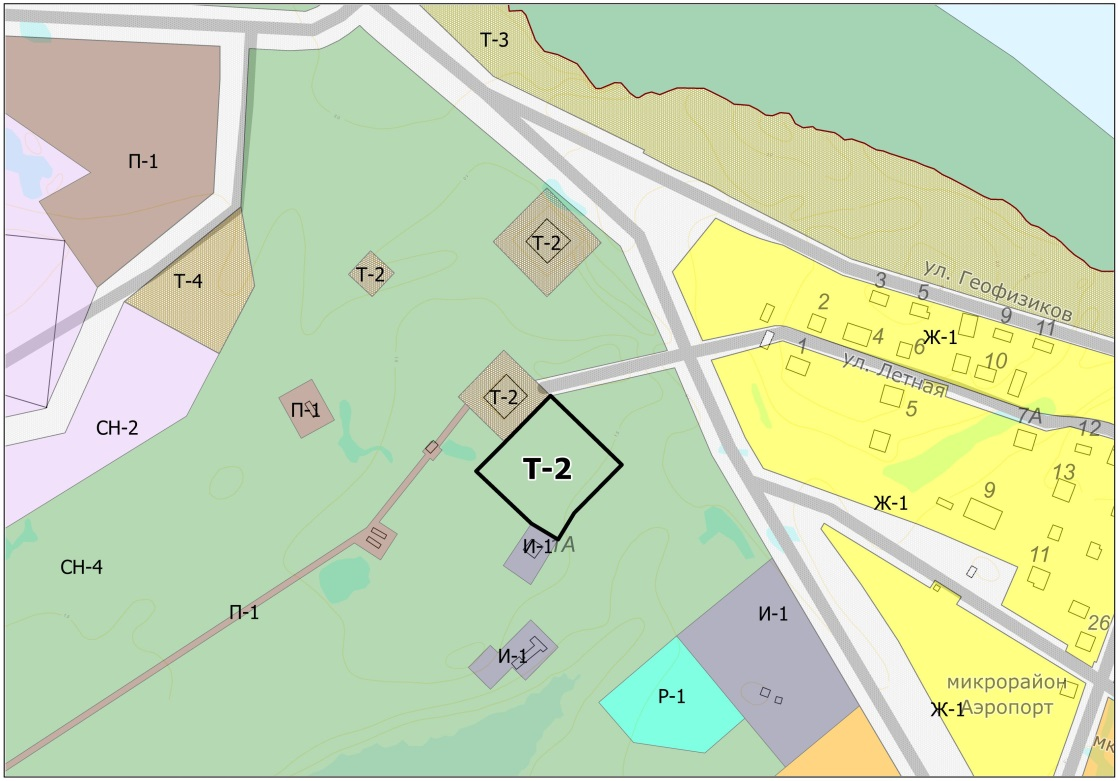 Т-3
П-1
Т-2
ул. Геофизиков
Т-2
Т-4
3
5
2
9
11
4
Ж-1
6
1
10
ул. Летная
Т-2
5
П-1
7А
СН-2
12
Т-2
13
9
Ж-1
И-1
1А
11
СН-4
П-1
И-1
26
И-1
микрорайон
Аэропорт
Р-1
Ж-1
мк